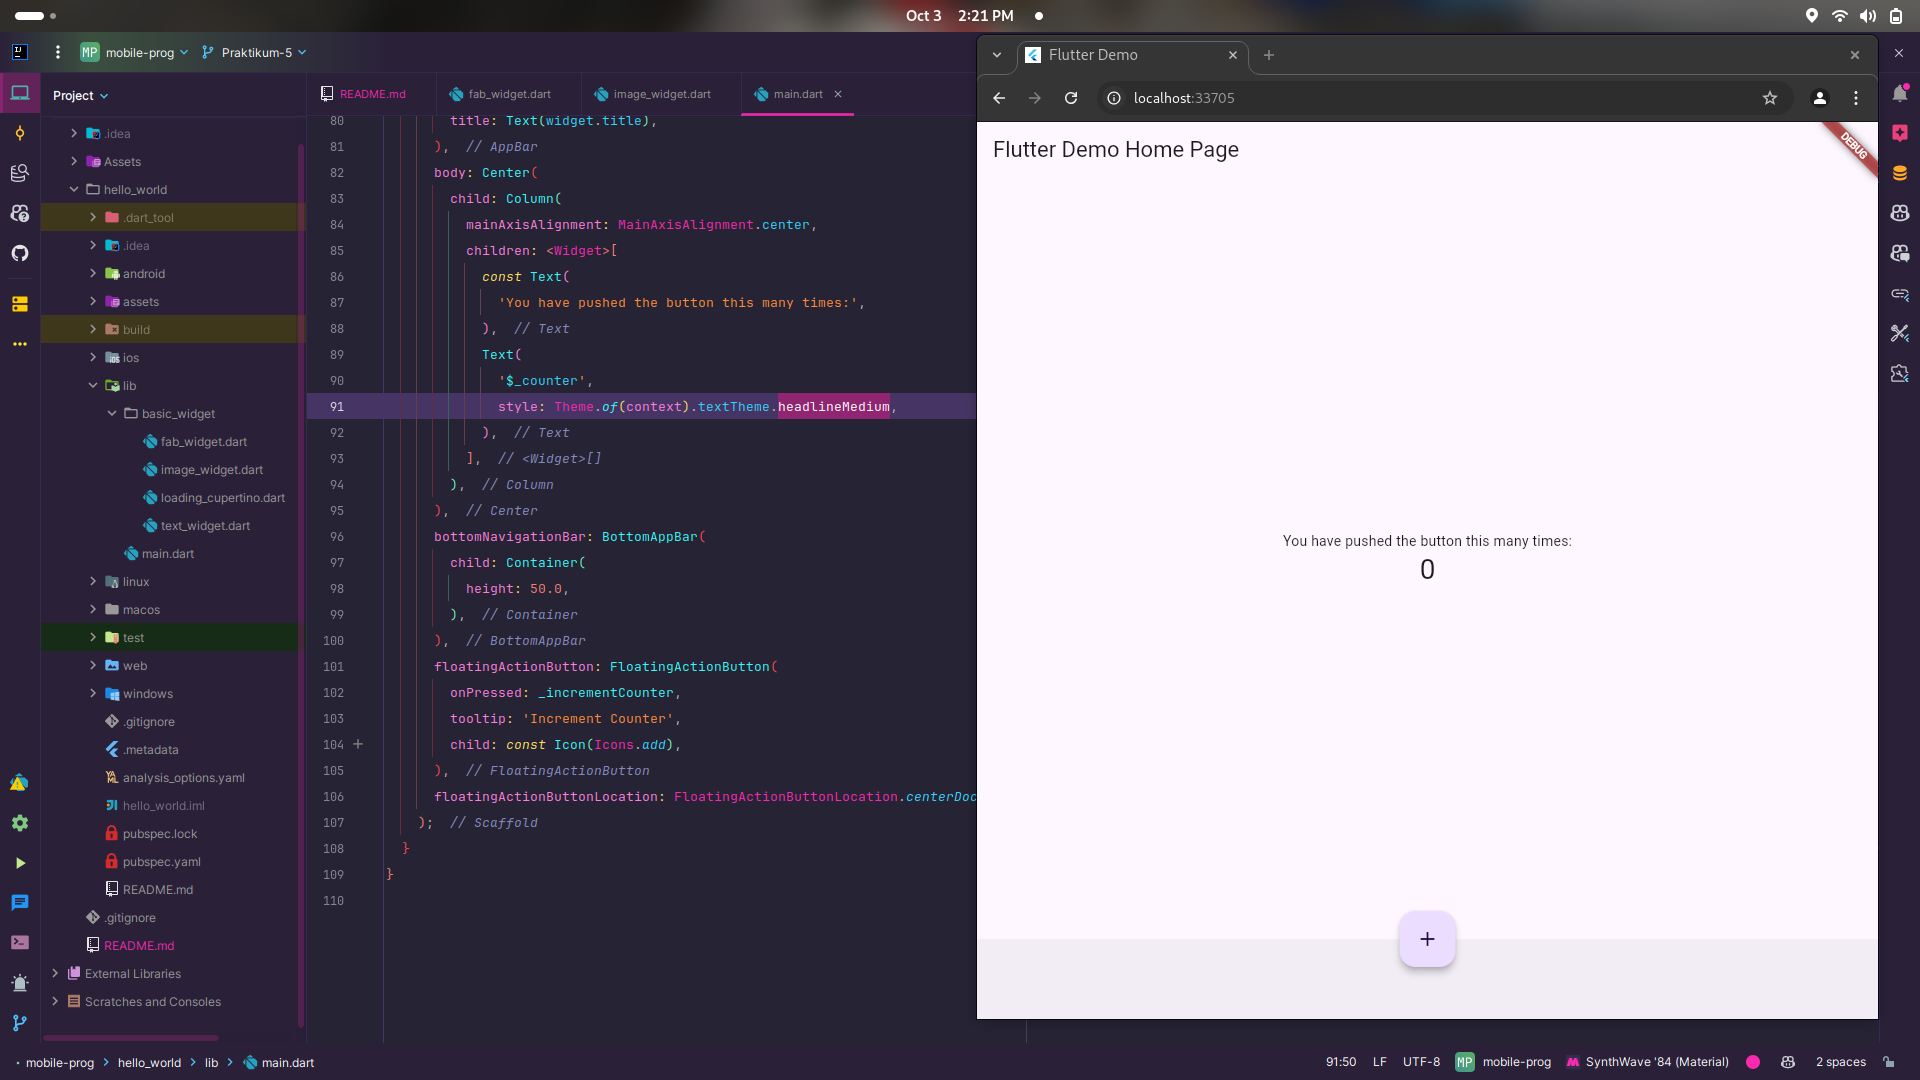 Oct 3 2:21 PM
IJ
MP mobile-prog Praktikum-5
Project
.idea
Assets
hello_world
.dart_tool
.idea
android
assets
build
ios
lib
basic_widget
fab_widget.dart
image_widget.dart
loading_cupertino.dart
text_widget.dart
main.dart
linux
macos
test
web
windows
.gitignore
.metadata
analysis_options.yaml
hello_world.iml
pubspec.lock
pubspec.yaml
README.md
.gitignore
README.md
External Libraries
Scratches and Consoles
README.md fab_widget.dart image_widget.dart main.dart
80 title: Text(widget.title),
81 ), // AppBar
82 body: Center(
83 child: Column(
84 mainAxisAlignment: MainAxisAlignment.center,
85 children: <Widget>[
86 const Text(
87 'You have pushed the button this many times:',
88 ), // Text
89 Text(
90 '$_counter',
91 style: Theme.of(context).textTheme.headlineMedium,
92 ), // Text
93 ], // <Widget>[]
94 ), // Column
95 ), // Center
96 bottomNavigationBar: BottomAppBar(
97 child: Container(
98 height: 50.0,
99 ), // Container
100 ), // BottomAppBar
101 floatingActionButton: FloatingActionButton(
102 onPressed: _incrementCounter,
103 tooltip: 'Increment Counter',
104 child: const Icon(Icons.add),
105 ), // FloatingActionButton
106 floatingActionButtonLocation: FloatingActionButtonLocation.centerDoc
107 ); // Scaffold
108 }
109 }
110
Flutter Demo
localhost:33705
Flutter Demo Home Page
DEBUG
You have pushed the button this many times:
0
+
mobile-prog > hello_world > lib > main.dart
91:50 LF UTF-8 MP mobile-prog SynthWave '84 (Material) 2 spaces